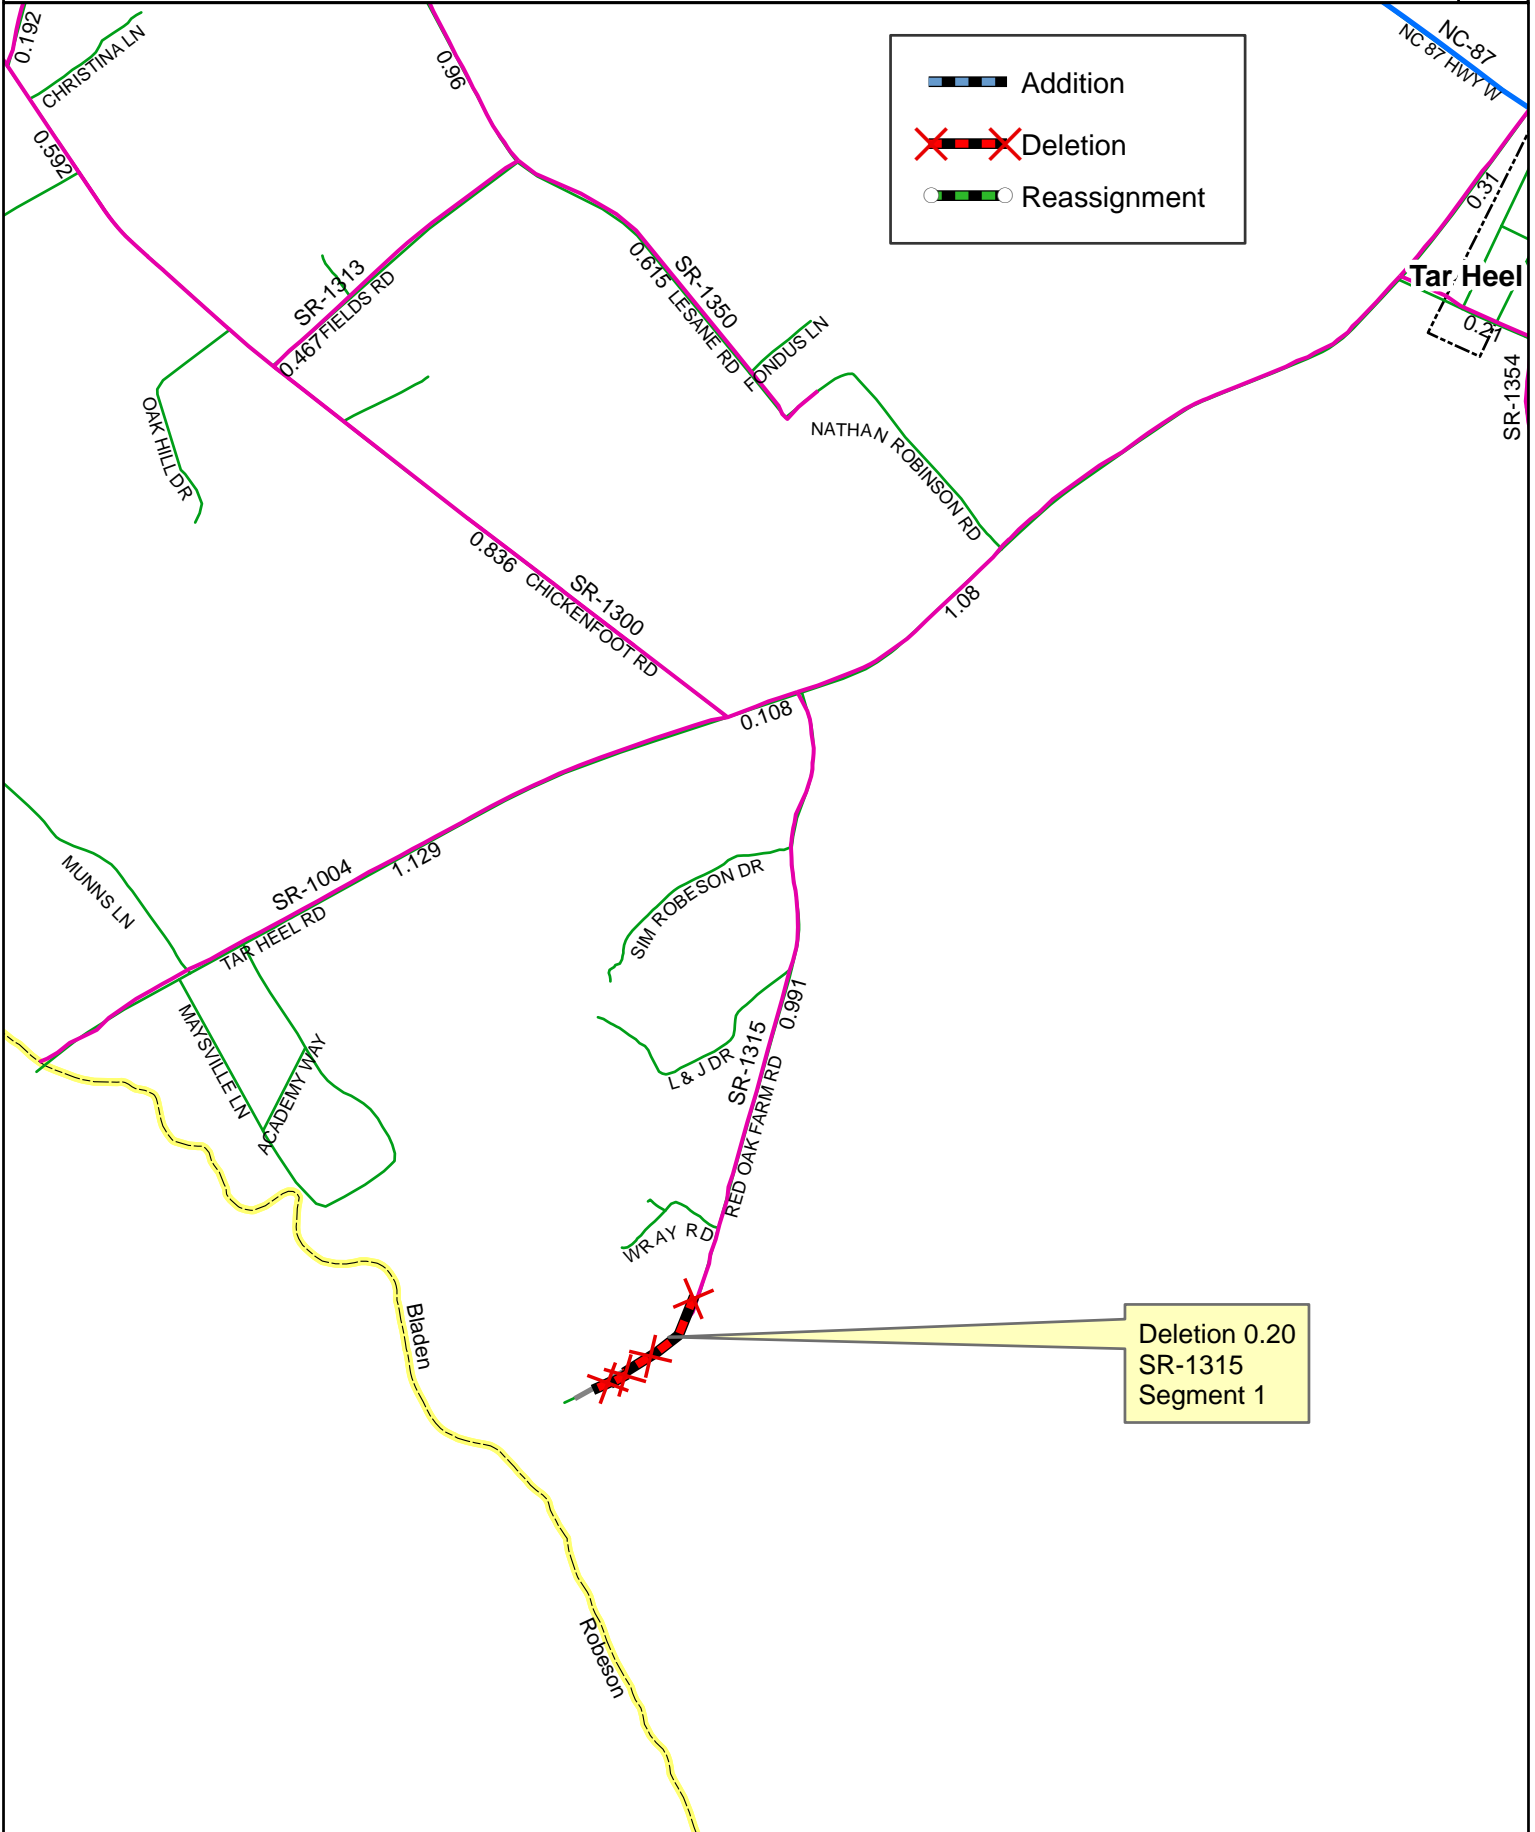 0.192
CHRISTINA LN
0.96
0.592
Addition
Deletion
Reassignment
NC-87
NC 87 HWY W
0.31
Tar Heel
0.21
SR-1354
SR-1313
0.467 FIELDS RD
SR-1350
0.615 LESANE RD
FONDUS LN
OAK HILL DR
NATHAN ROBINSON RD
0.836
SR-1300
CHICKENFOOT RD
1.08
0.108
MUNNS LN
SR-1004
1.129
TAR HEEL RD
SIM ROBESON DR
MAYSVILLE LN
ACADEMY WAY
L & J DR
SR-1315
0.991
RED OAK FARM RD
WRAY RD
Bladen
Deletion 0.20
SR-1315
Segment 1
Robeson